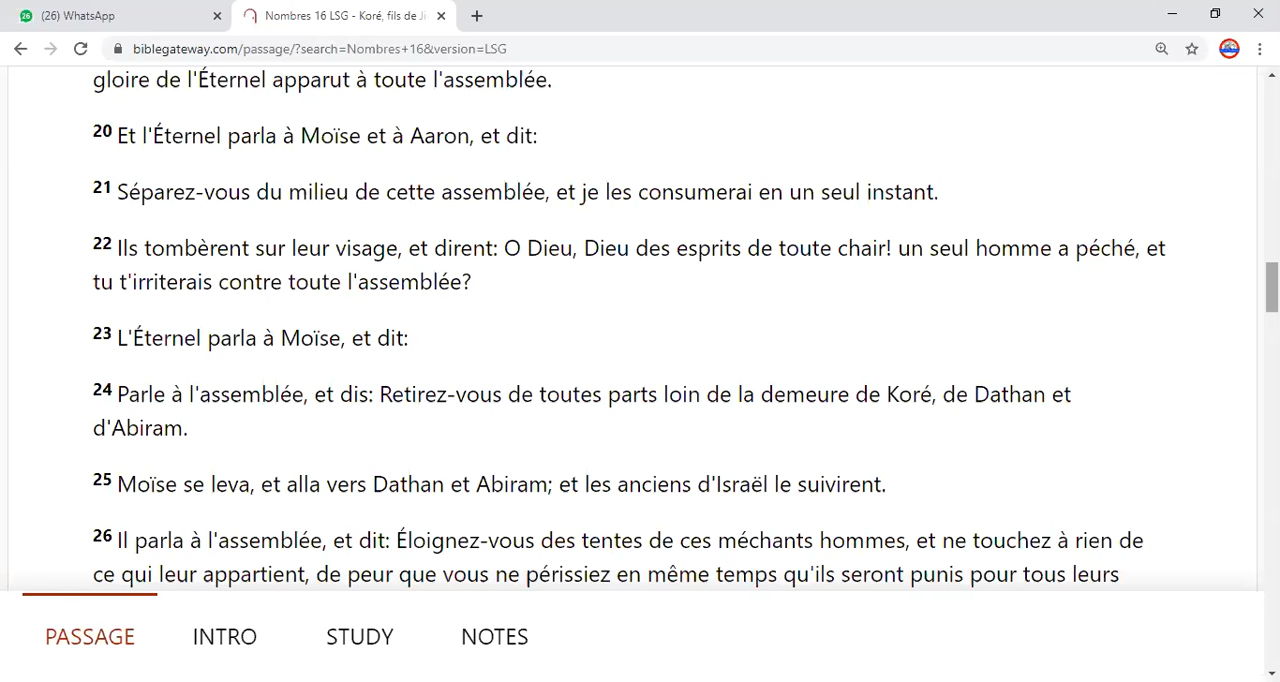 (26) WhatsApp
Nombres 16 LSG - Koré, fils de Ji
biblegateway.com/passage/?search=Nombres+16&version=LSG
gloire de l'Éternel apparut à toute l'assemblée.
20 Et l'Éternel parla à Moïse et à Aaron, et dit:
21 Séparez-vous du milieu de cette assemblée, et je les consumerai en un seul instant.
22 Ils tombèrent sur leur visage, et dirent: O Dieu, Dieu des esprits de toute chair! un seul homme a péché, et
tu t'irriterais contre toute l'assemblée?
23 L'Éternel parla à Moïse, et dit:
24 Parle à l'assemblée, et dis: Retirez-vous de toutes parts loin de la demeure de Koré, de Dathan et
d'Abiram.
25 Moïse se leva, et alla vers Dathan et Abiram; et les anciens d'Israël le suivirent.
26 Il parla à l'assemblée, et dit: Éloignez-vous des tentes de ces méchants hommes, et ne touchez à rien de
ce qui leur appartient, de peur que vous ne périssiez en même temps qu'ils seront punis pour tous leurs
PASSAGE INTRO STUDY NOTES